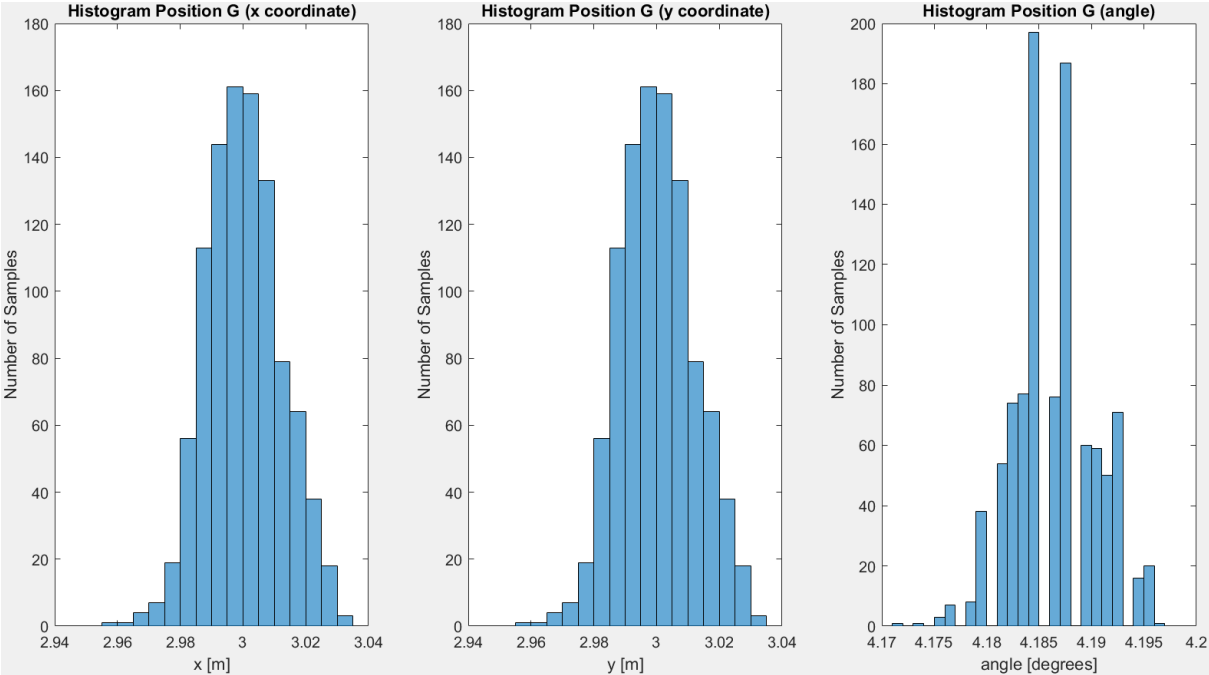 Histogram Position G (x coordinate)
180
160
140
120
100
80
60
40
20
0
Number of Samples
2.94 2.96 2.98 3 3.02 3.04
x [m]
Histogram Position G (y coordinate)
180
160
140
120
100
80
60
40
20
0
Number of Samples
2.94 2.96 2.98 3 3.02 3.04
y [m]
Histogram Position G (angle)
200
180
160
140
120
100
80
60
40
20
0
Number of Samples
4.17 4.175 4.18 4.185 4.19 4.195 4.2
angle [degrees]